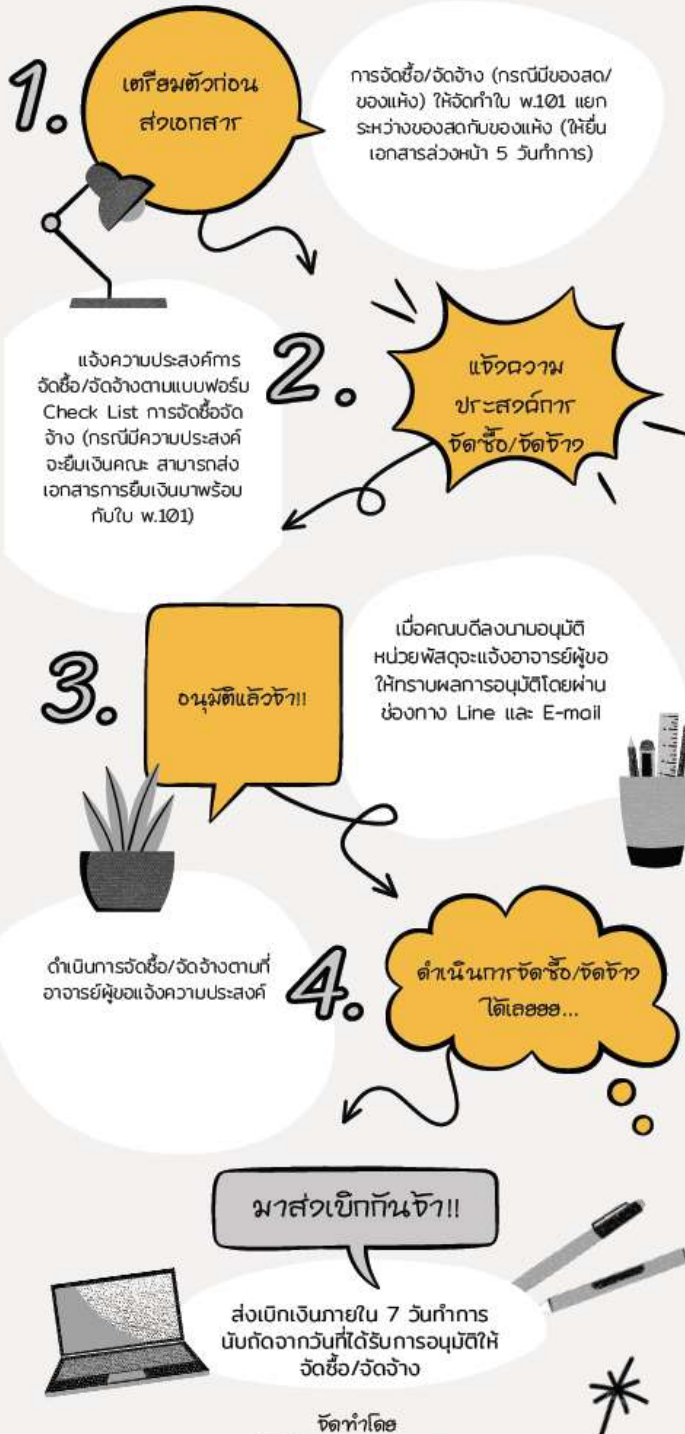 1.
เตรียมตัวก่อน
ส่งเอกสาร
การจัดซื้อ/จัดจ้าง (กรณีมีของสด/
ของแห้ง) ให้จัดทำใบ พ.101 แยก
ระหว่างของสดกับของแห้ง (ให้ยื่น
เอกสารล่วงหน้า 5 วันทำการ)
2.
แจ้งความ
ประสงค์การ
จัดซื้อ/จัดจ้าง
แจ้งความประสงค์การ
จัดซื้อ/จัดจ้างตามแบบฟอร์ม
Check List การจัดซื้อจัด
จ้าง (กรณีมีความประสงค์
จะยืมเงินคณะ สามารถส่ง
เอกสารการยืมเงินมาพร้อม
กับใบ พ.101)
3.
อนุมัติแล้วจ้า!!
เมื่อคณบดีลงนามอนุมัติ
หน่วยพัสดุจะแจ้งอาจารย์ผู้ขอ
ให้ทราบผลการอนุมัติโดยผ่าน
ช่องทาง Line และ E-mail
4.
ดำเนินการจัดซื้อ/จัดจ้าง
ได้เลยยย...
ดำเนินการจัดซื้อ/จัดจ้างตามที่
อาจารย์ผู้ขอแจ้งความประสงค์
มาส่งเบิกกันจ้า!!
ส่งเบิกเงินภายใน 7 วันทำการ
นับถัดจากวันที่ได้รับการอนุมัติให้
จัดซื้อ/จัดจ้าง
จัดทำโดย